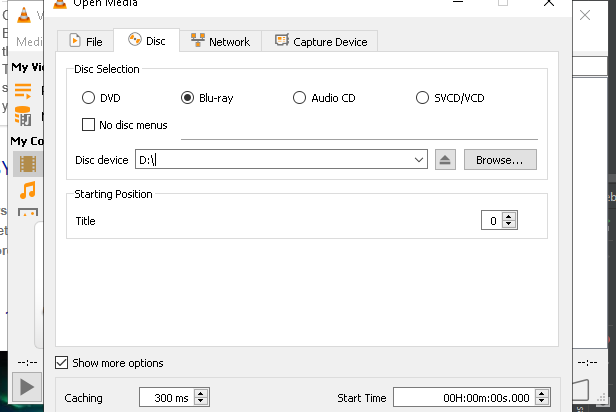 Open Media
Medi
File
Disc
Network
Capture Device
My Vi
Disc Selection
DVD
Blu-ray
Audio CD
SVCD/VCD
No disc menus
My Co
Disc device
D:\
Browse...
Starting Position
Title
0
--:--
Show more options
--:--
Caching
300 ms
Start Time
00H:00m:00s.000